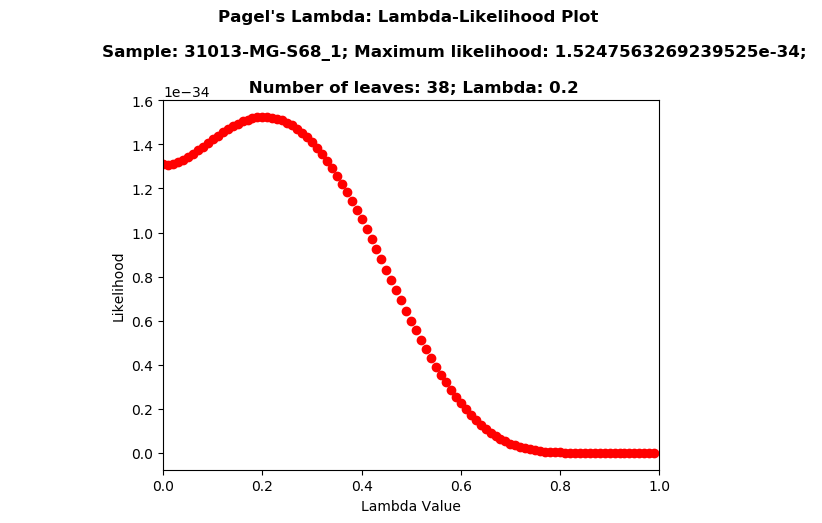 Pagel's Lambda: Lambda-Likelihood Plot
Sample: 31013-MG-S68_1; Maximum likelihood: 1.5247563269239525e-34;
Number of leaves: 38; Lambda: 0.2
1e−34
1.6
1.4
1.2
1.0
0.8
0.6
0.4
0.2
0.0
Likelihood
0.0 0.2 0.4 0.6 0.8 1.0
Lambda Value